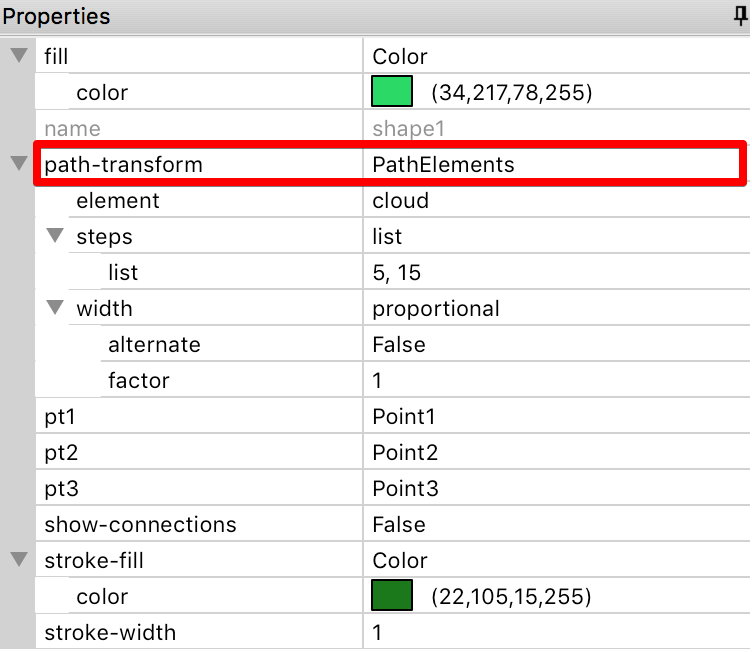 Properties
fill Color
color (34,217,78,255)
name shape1
path-transform PathElements
element cloud
steps list
list 5, 15
width proportional
alternate False
factor 1
pt1 Point1
pt2 Point2
pt3 Point3
show-connections False
stroke-fill Color
color (22,105,15,255)
stroke-width 1